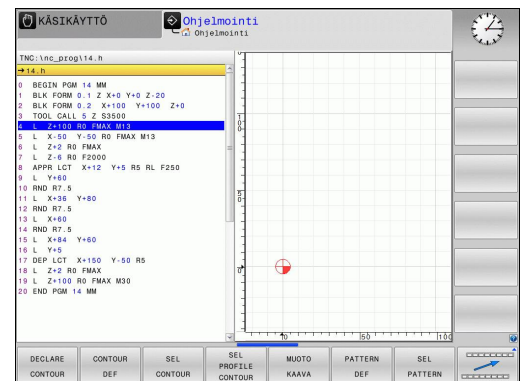 KÄSIKÄYTTÖ
Ohjelmointi
Ohjelmointi
TNC:\nc_prog\14.h
→14.h
0 BEGIN PGM 14 MM
1 BLK FORM 0.1 Z X+0 Y+0 Z-20
2 BLK FORM 0.2 X+100 Y+100 Z+0
3 TOOL CALL 5 Z S3500
4 L Z+100 R0 FMAX M13
5 L X-50 Y-50 R0 FMAX M13
6 L Z+2 R0 FMAX
7 L Z-6 R0 F2000
8 APPR LCT X+12 Y+5 R5 RL F250
9 L Y+60
10 RND R7.5
11 L X+36 Y+80
12 RND R7.5
13 L X+60
14 RND R7.5
15 L X+84 Y+60
16 L Y+5
17 DEP LCT X+150 Y-50 R5
18 L Z+2 R0 FMAX
19 L Z+100 R0 FMAX M30
20 END PGM 14 MM
100
50
0
0
50
100
DECLARE CONTOUR
CONTOUR DEF
SEL CONTOUR
SEL PROFILE CONTOUR
MUOTO KAAVA
PATTERN DEF
SEL PATTERN